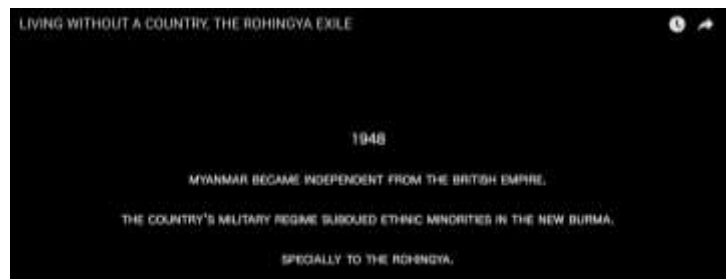 LIVING WITHOUT A COUNTRY, THE ROHINGYA EXILE
1948
MYANMAR BECAME INDEPENDENT FROM THE BRITISH EMPIRE.
THE COUNTRY'S MILITARY REGIME SUBDUED ETHNIC MINORITIES IN THE NEW BURMA.
SPECIALLY TO THE ROHINGYA.